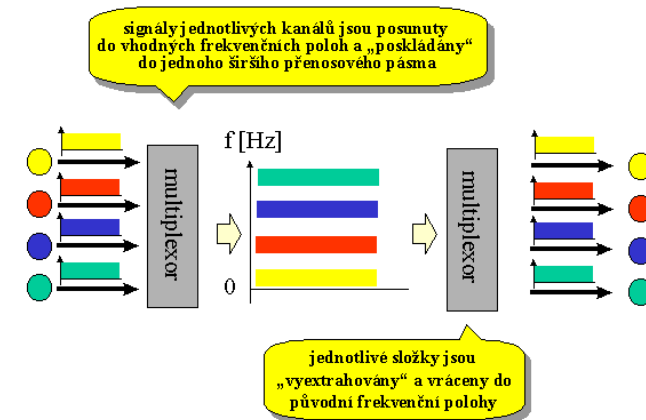 signály jednotlivých kanálů jsou posunuty
do vhodných frekvenčních poloh a „poskládány“
do jednoho širšího přenosového pásma
multiplexor
f [Hz]
0
multiplexor
jednotlivé složky jsou
„vyextrahovány“ a vráceny do
původní frekvenční polohy